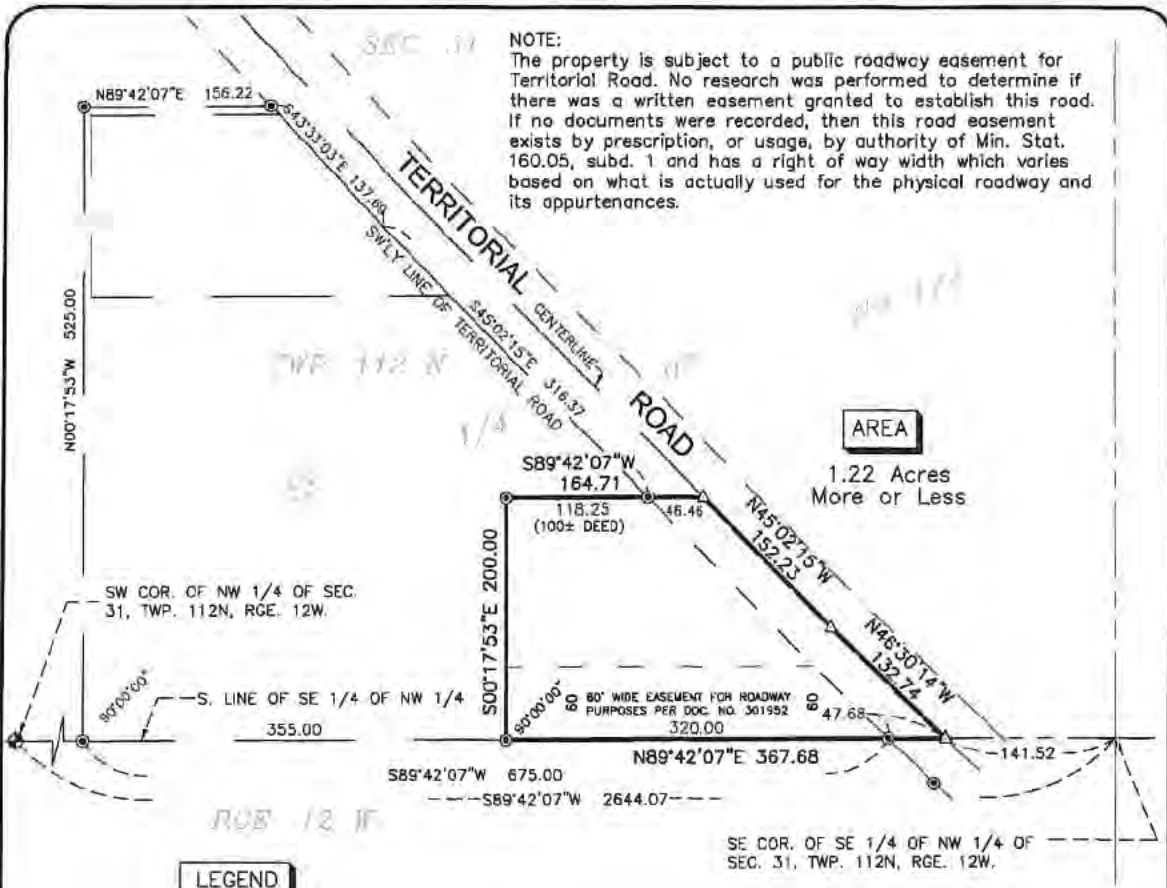 SEC 31
NOTE:
The property is subject to a public roadway easement for
Territorial Road. No research was performed to determine if
there was a written easement granted to establish this road.
If no documents were recorded, then this road easement
exists by prescription, or usage, by authority of Min. Stat.
160.05, subd. 1 and has a right of way width which varies
based on what is actually used for the physical roadway and
its appurtenances.
N89°42'07"E 156.22
S43°33'03"E 137.69
TERRITORIAL ROAD
CENTERLINE
SW'LY LINE OF TERRITORIAL ROAD
S45°02'15"E 316.37
N00°17'53"W 525.00
TWP 112 N
1/4
1/4
AREA
1.22 Acres
More or Less
S89°42'07"W
164.71
118.25
(100± DEED)
46.46
N45°02'15"W
152.23
N46°30'14"W
132.74
S00°17'53"E 200.00
SW COR. OF NW 1/4 OF SEC.
31, TWP. 112N, RGE. 12W.
90°00'00"
S. LINE OF SE 1/4 OF NW 1/4
355.00
90°00'00"
60
60' WIDE EASEMENT FOR ROADWAY
PURPOSES PER DOC. NO. 301952
60
320.00
47.68
N89°42'07"E 367.68
141.52
S89°42'07"W 675.00
S89°42'07"W 2644.07
RGE 12 W
SE COR. OF SE 1/4 OF NW 1/4 OF
SEC. 31, TWP. 112N, RGE. 12W.
LEGEND